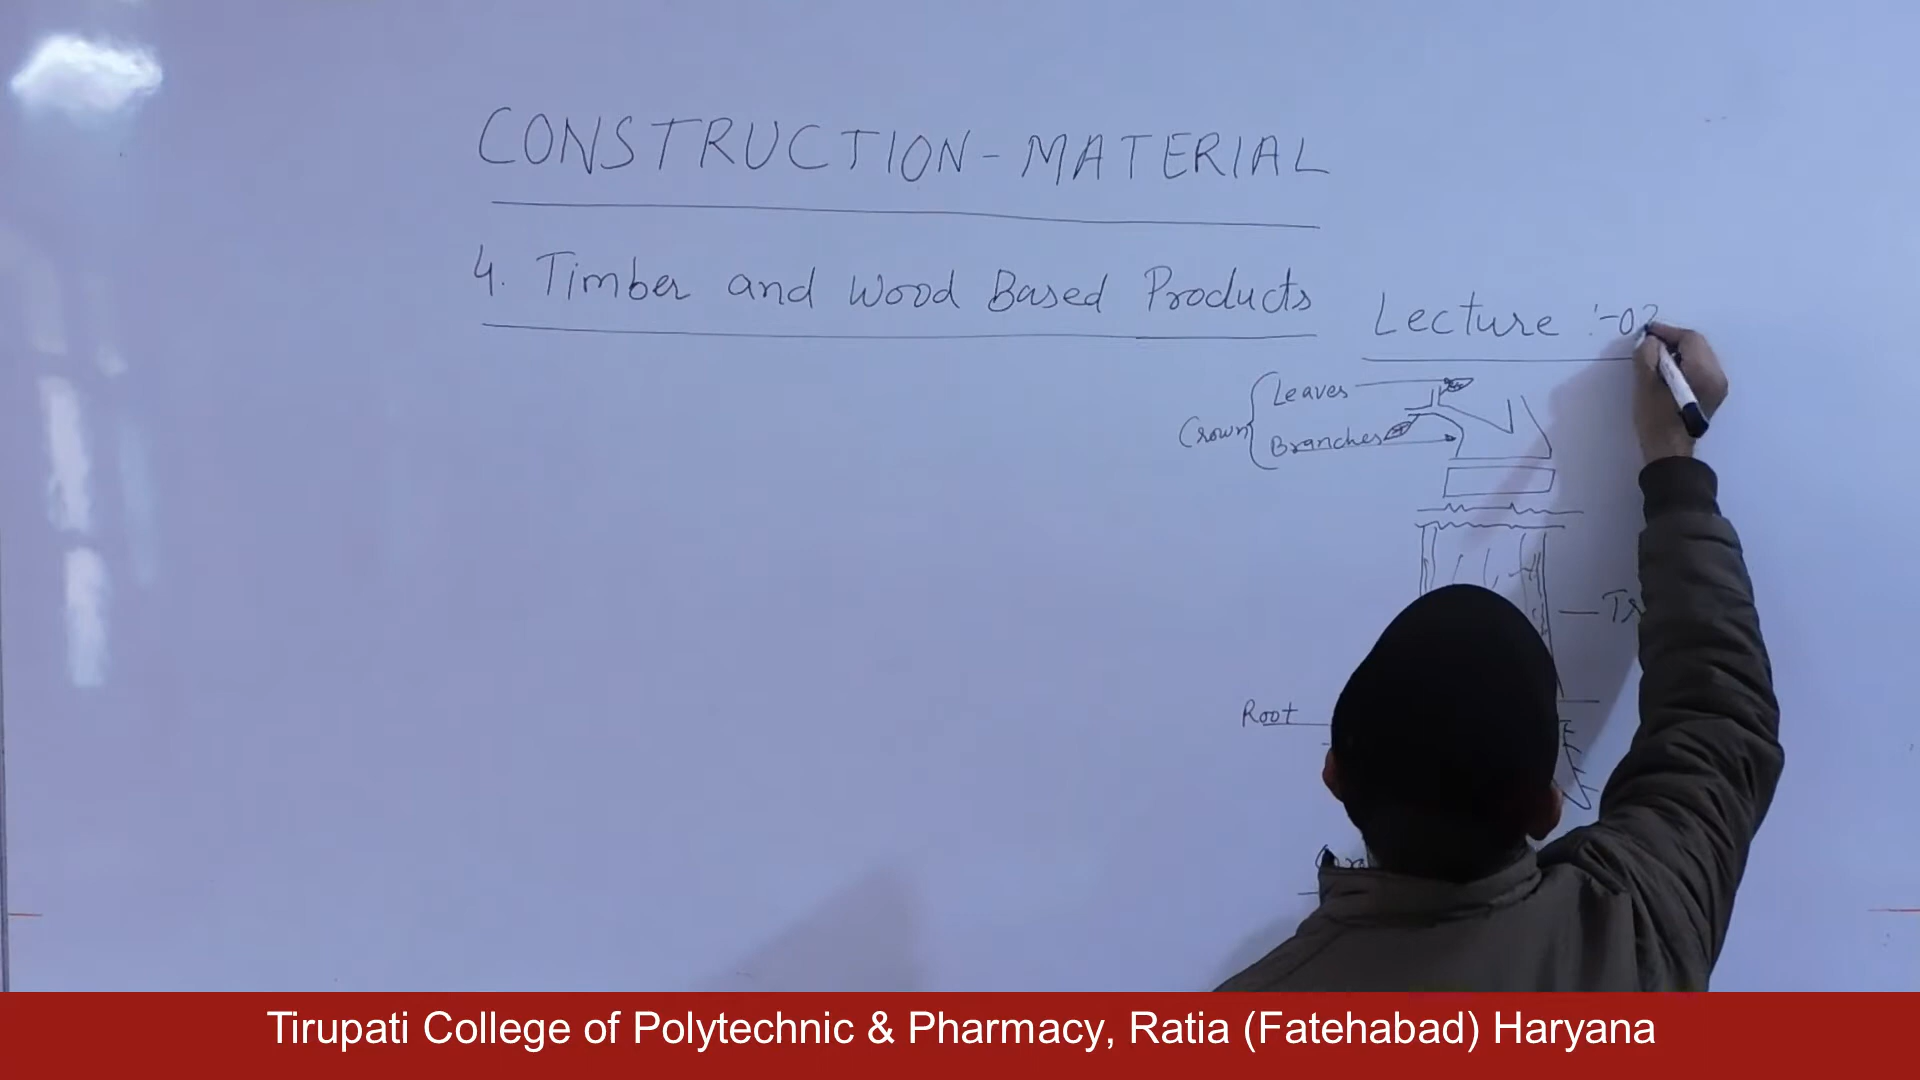 CONSTRUCTION-MATERIAL
4. Timber and Wood Based Products
Lecture :-02
Leaves
Crown
Branches
Root
Tirupati College of Polytechnic & Pharmacy, Ratia (Fatehabad) Haryana